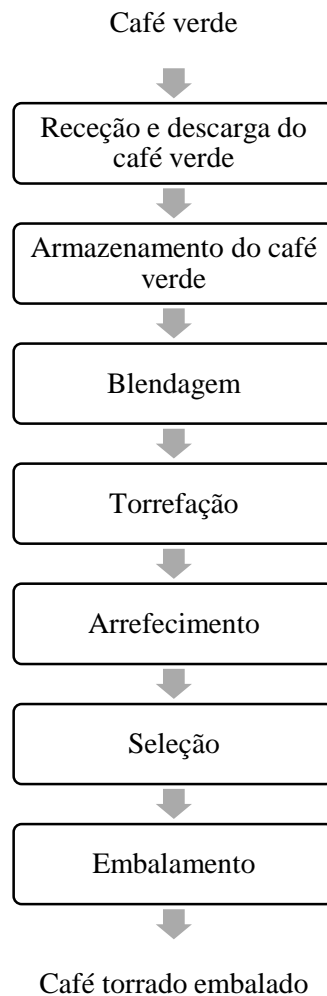 Café verde
Receção e descarga do
café verde
Armazenamento do café
verde
Blendagem
Torrefação
Arrefecimento
Seleção
Embalamento
Café torrado embalado